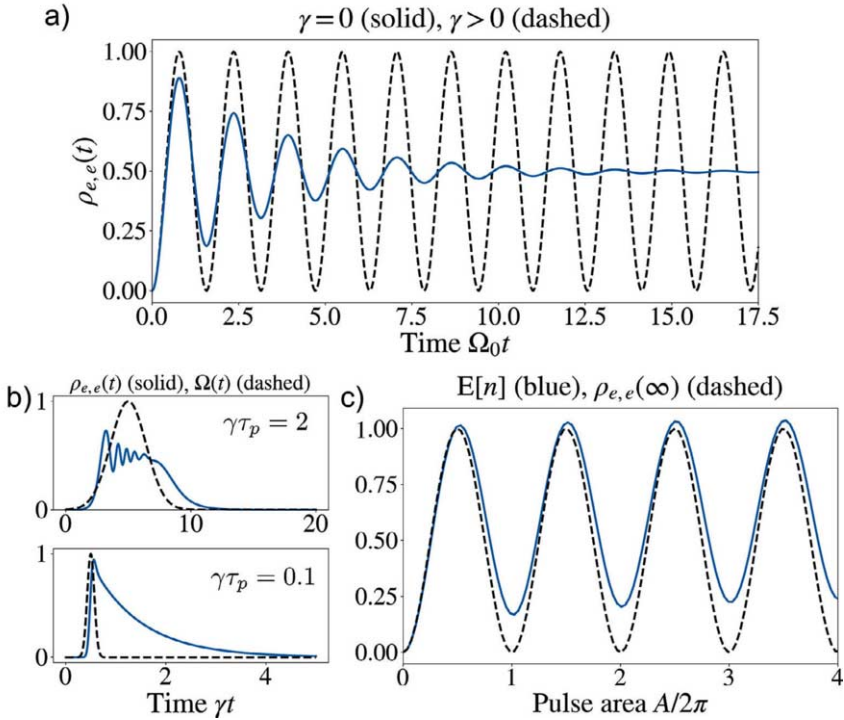 a)
γ = 0 (solid), γ > 0 (dashed)
1.00
0.75
0.50
0.25
0.00
ρe,e(t)
0.0 2.5 5.0 7.5 10.0 12.5 15.0 17.5
Time Ω0t
b)
ρe,e(t) (solid), Ω(t) (dashed)
1
0
γτp = 2
0 10 20
1
0
γτp = 0.1
0 2 4
Time γt
c)
E[n] (blue), ρe,e(∞) (dashed)
1.00
0.75
0.50
0.25
0.00
0 1 2 3 4
Pulse area A/2π